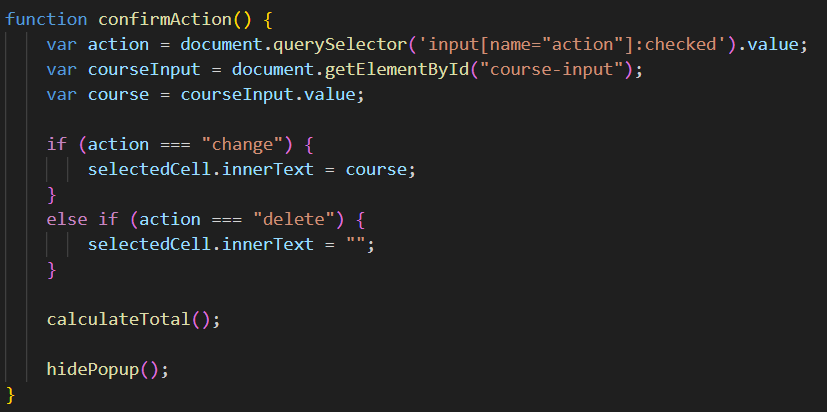 function confirmAction() {
    var action = document.querySelector('input[name="action"]:checked').value;
    var courseInput = document.getElementById("course-input");
    var course = courseInput.value;

    if (action === "change") {
        selectedCell.innerText = course;
    }
    else if (action === "delete") {
        selectedCell.innerText = "";
    }

    calculateTotal();

    hidePopup();
}